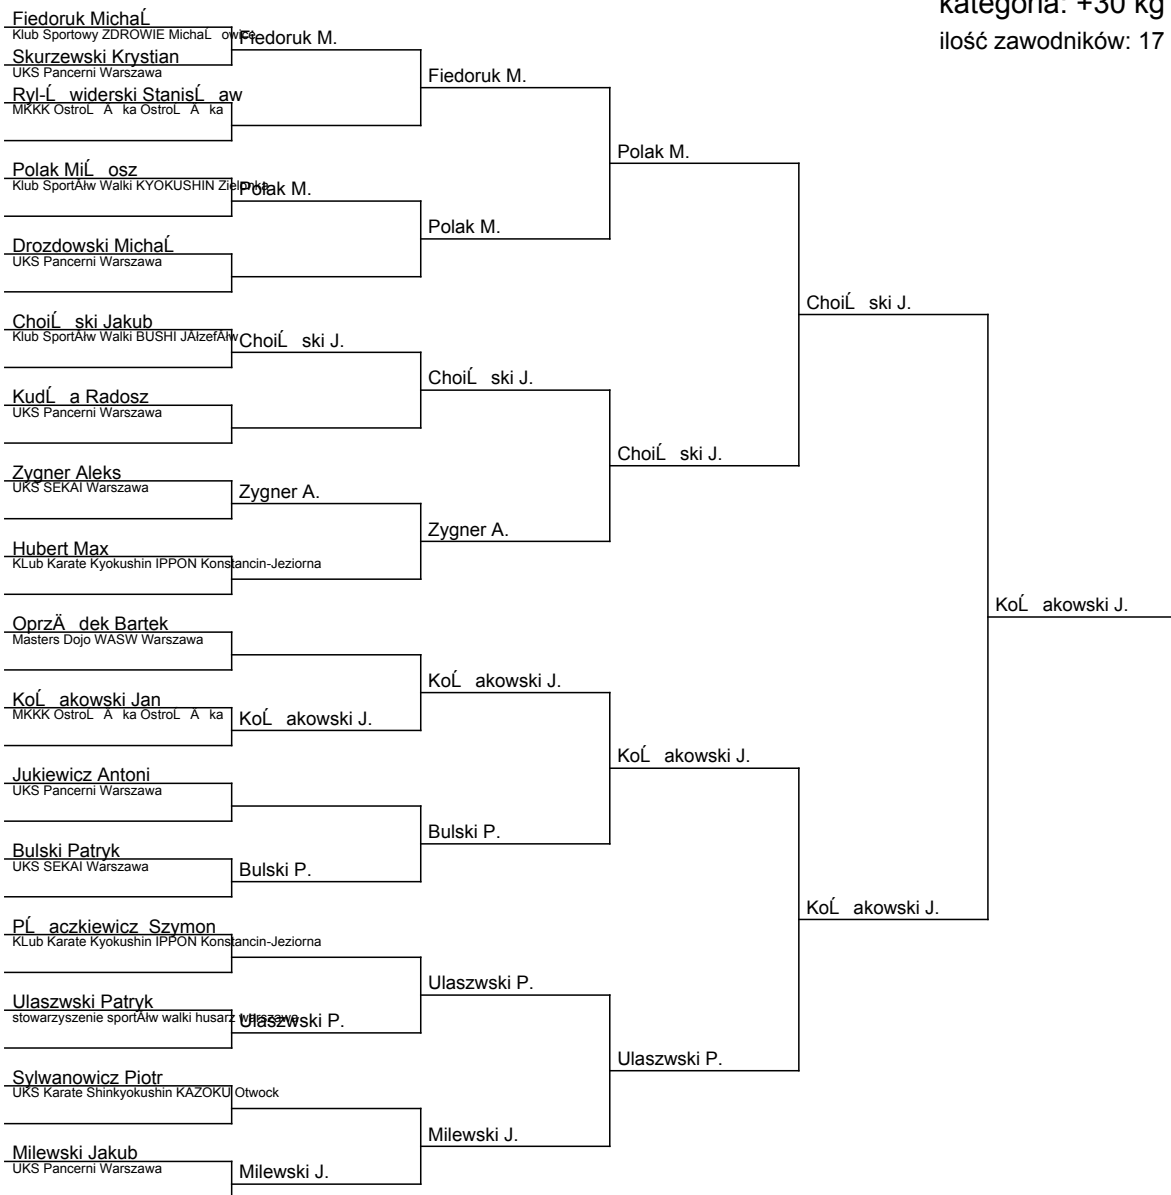 kategoria: +30 kg
ilość zawodników: 17
Fiedoruk MichaĹ
Klub Sportowy ZDROWIE MichaĹ owice
Fiedoruk M.
Skurzewski Krystian
UKS Pancerni Warszawa
Fiedoruk M.
Ryl-Ĺ widerski StanisĹ aw
MKKK OstroĹ Ä ka OstroĹ Ä ka
Polak M.
Polak MiĹ osz
Klub SportĂłw Walki KYOKUSHIN Zielonka
Polak M.
Polak M.
Drozdowski MichaĹ
UKS Pancerni Warszawa
ChoiĹ ski J.
ChoiĹ ski Jakub
Klub SportĂłw Walki BUSHI JĂłzefĂłw
ChoiĹ ski J.
ChoiĹ ski J.
KudĹ a Radosz
UKS Pancerni Warszawa
ChoiĹ ski J.
Zygner Aleks
UKS SEKAI Warszawa
Zygner A.
Zygner A.
Hubert Max
KLub Karate Kyokushin IPPON Konstancin-Jeziorna
KoĹ akowski J.
OprzÄ dek Bartek
Masters Dojo WASW Warszawa
KoĹ akowski J.
KoĹ akowski Jan
MKKK OstroĹ Ä ka OstroĹ Ä ka
KoĹ akowski J.
KoĹ akowski J.
Jukiewicz Antoni
UKS Pancerni Warszawa
Bulski P.
Bulski Patryk
UKS SEKAI Warszawa
Bulski P.
KoĹ akowski J.
PĹ aczkiewicz Szymon
KLub Karate Kyokushin IPPON Konstancin-Jeziorna
Ulaszwski P.
Ulaszwski Patryk
stowarzyszenie sportĂłw walki husarz warszawa
Ulaszwski P.
Ulaszwski P.
Sylwanowicz Piotr
UKS Karate Shinkyokushin KAZOKU Otwock
Milewski J.
Milewski Jakub
UKS Pancerni Warszawa
Milewski J.